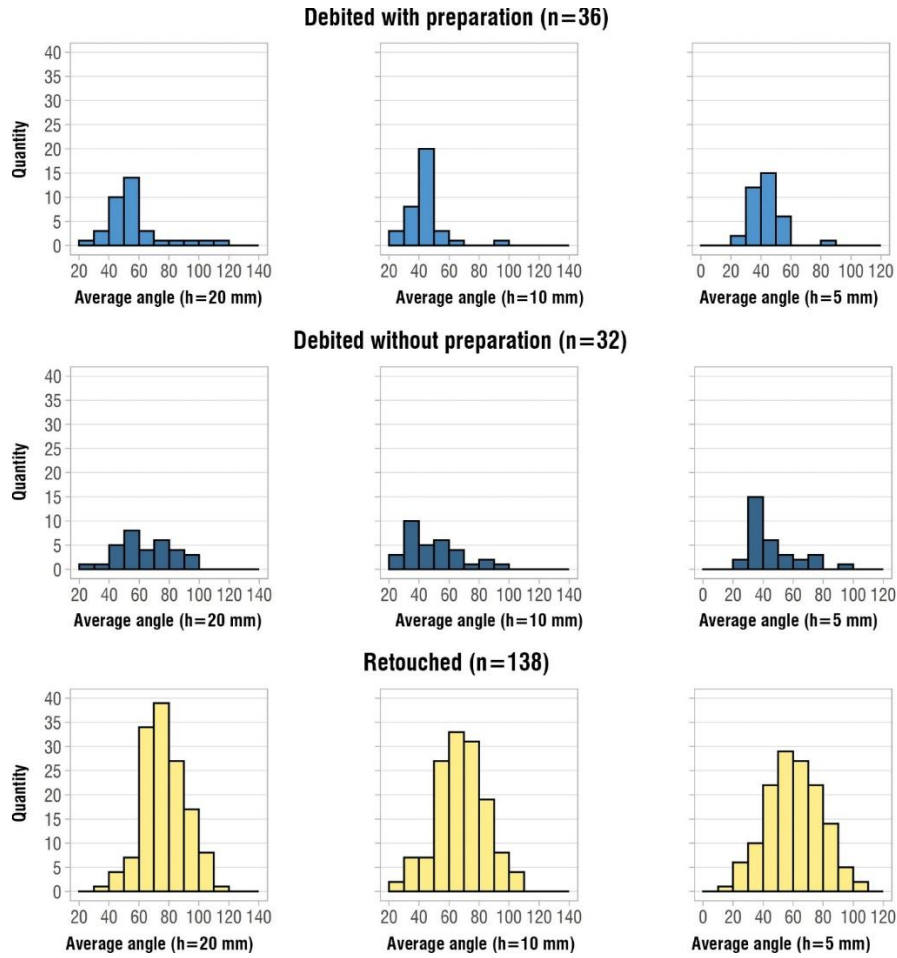 Debited with preparation (n=36)
40
35
30
25
20
15
10
5
0
Quantity
20 40 60 80 100 120 140
20 40 60 80 100 120 140
0 20 40 60 80 100 120
Average angle (h=20 mm)
Average angle (h=10 mm)
Average angle (h=5 mm)
Debited without preparation (n=32)
40
35
30
25
20
15
10
5
0
Quantity
20 40 60 80 100 120 140
20 40 60 80 100 120 140
0 20 40 60 80 100 120
Average angle (h=20 mm)
Average angle (h=10 mm)
Average angle (h=5 mm)
Retouched (n=138)
40
35
30
25
20
15
10
5
0
Quantity
20 40 60 80 100 120 140
20 40 60 80 100 120 140
0 20 40 60 80 100 120
Average angle (h=20 mm)
Average angle (h=10 mm)
Average angle (h=5 mm)